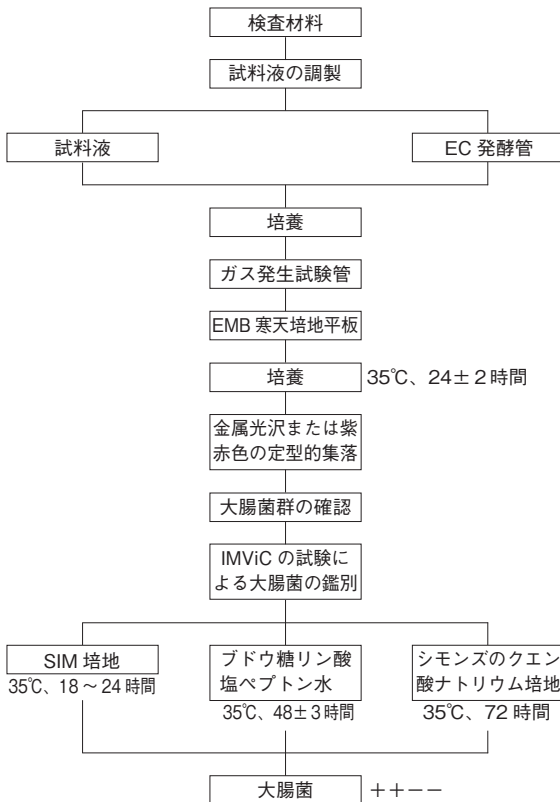 検査材料
試料液の調製
試料液
EC 発酵管
培養
ガス発生試験管
EMB 寒天培地平板
培養 35℃、24±2時間
金属光沢または紫
赤色の定型的集落
大腸菌群の確認
IMViC の試験に
よる大腸菌の鑑別
SIM 培地
35℃、18～24時間
ブドウ糖リン酸
塩ペプトン水
35℃、48±3時間
シモンズのクエン
酸ナトリウム培地
35℃、72時間
大腸菌 ＋＋－－